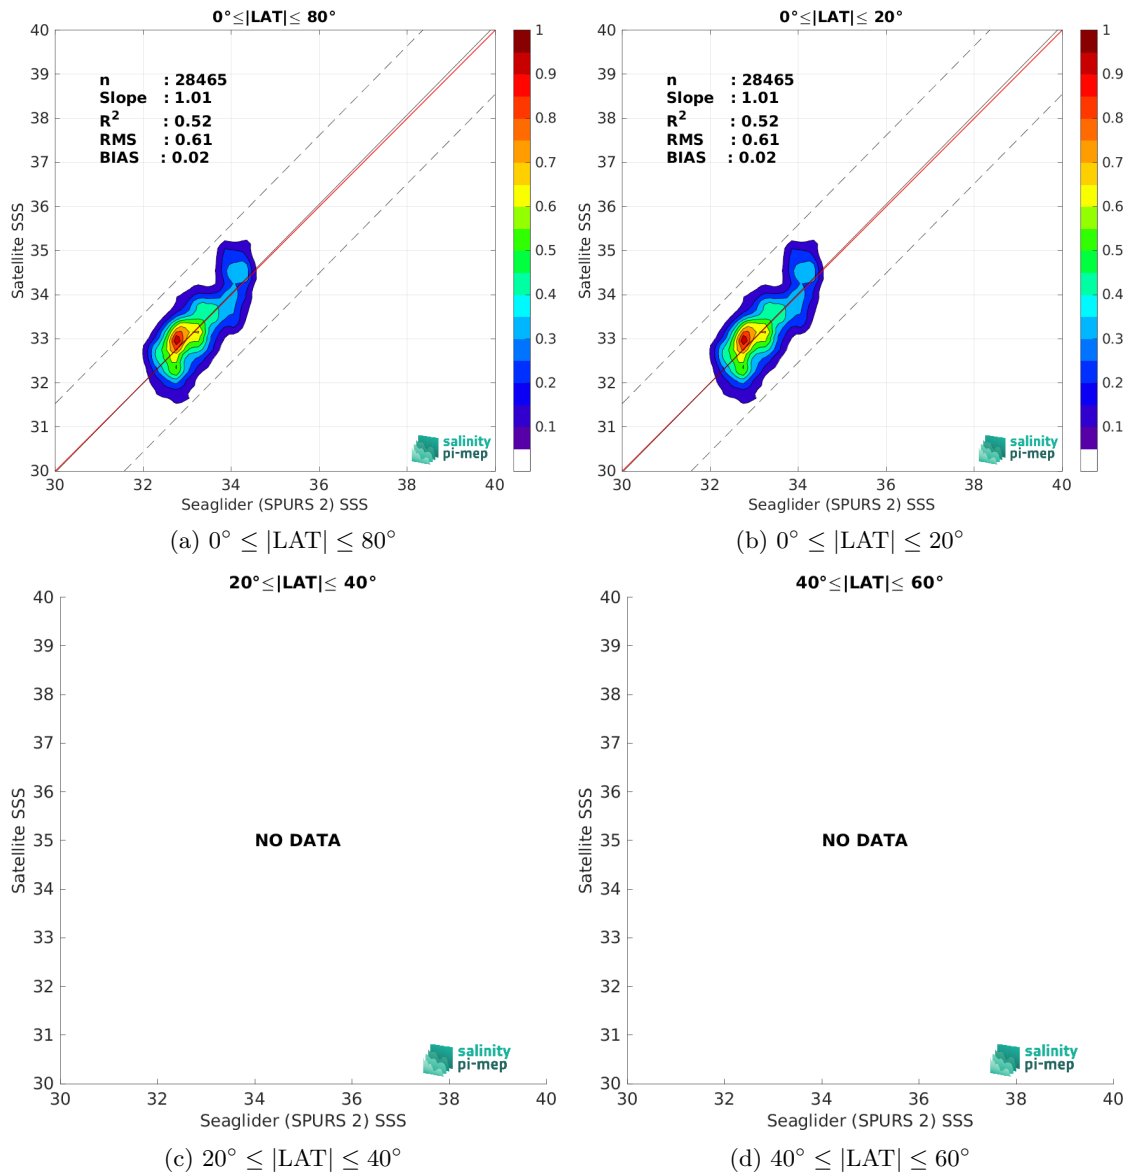 0°≤|LAT|≤ 80°
40
39
38
37
36
35
34
33
32
31
30
Satellite SSS
n : 28465
Slope : 1.01
R² : 0.52
RMS : 0.61
BIAS : 0.02
1
0.9
0.8
0.7
0.6
0.5
0.4
0.3
0.2
0.1
salinity
pi-mep
30 32 34 36 38 40
Seaglider (SPURS 2) SSS
(a) 0° ≤ |LAT| ≤ 80°
0°≤|LAT|≤ 20°
40
39
38
37
36
35
34
33
32
31
30
Satellite SSS
n : 28465
Slope : 1.01
R² : 0.52
RMS : 0.61
BIAS : 0.02
1
0.9
0.8
0.7
0.6
0.5
0.4
0.3
0.2
0.1
salinity
pi-mep
30 32 34 36 38 40
Seaglider (SPURS 2) SSS
(b) 0° ≤ |LAT| ≤ 20°
20°≤|LAT|≤ 40°
40
39
38
37
36
35
34
33
32
31
30
Satellite SSS
NO DATA
salinity
pi-mep
30 32 34 36 38 40
Seaglider (SPURS 2) SSS
(c) 20° ≤ |LAT| ≤ 40°
40°≤|LAT|≤ 60°
40
39
38
37
36
35
34
33
32
31
30
Satellite SSS
NO DATA
salinity
pi-mep
30 32 34 36 38 40
Seaglider (SPURS 2) SSS
(d) 40° ≤ |LAT| ≤ 60°